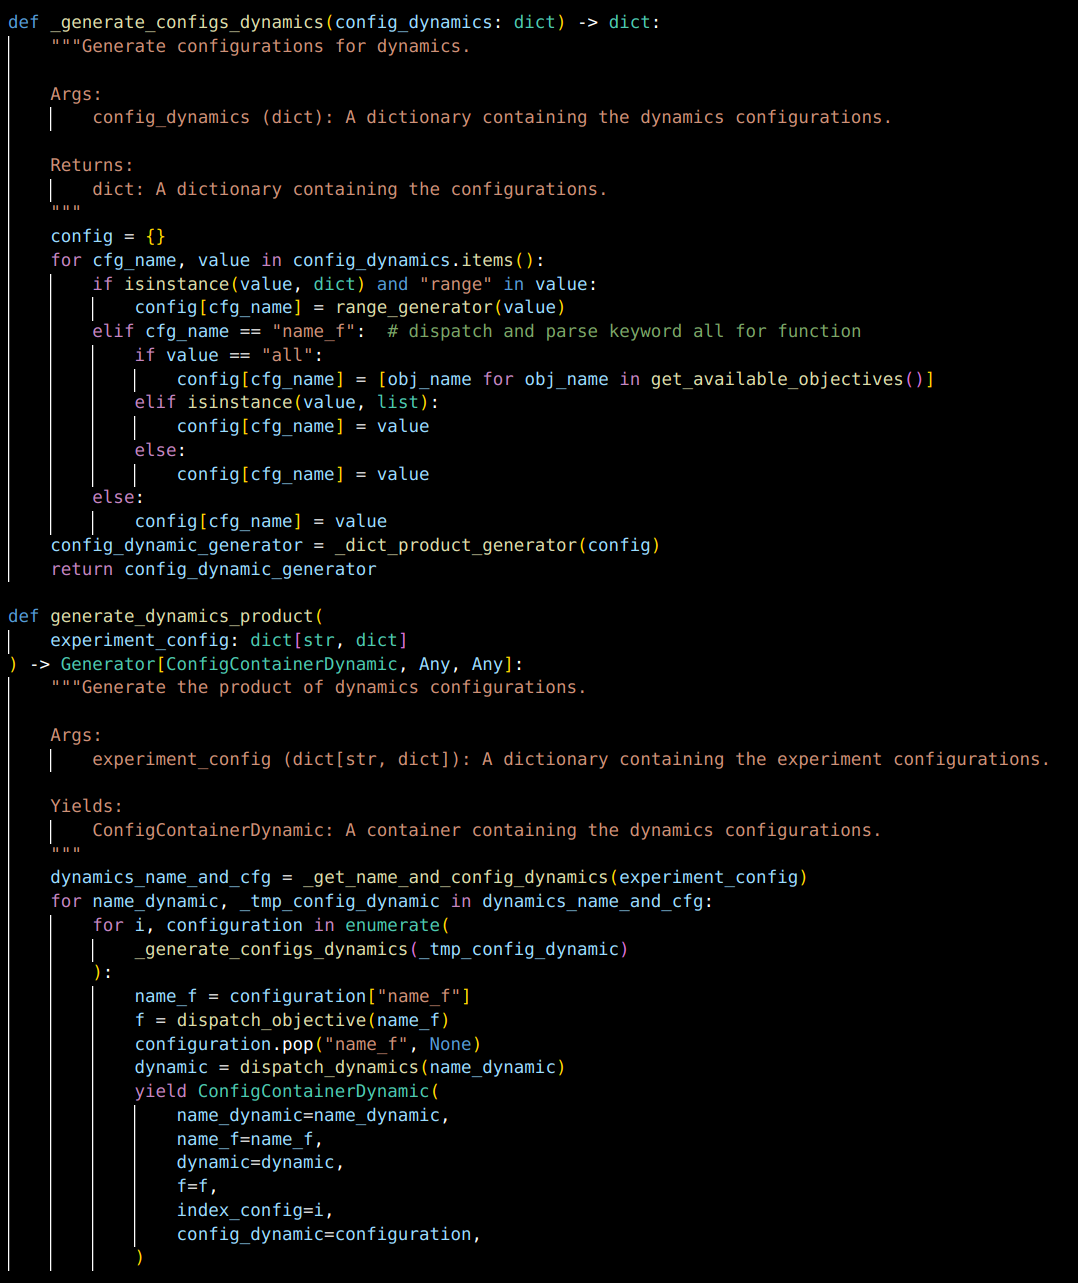 def _generate_configs_dynamics(config_dynamics: dict) -> dict:
    """Generate configurations for dynamics.

    Args:
        config_dynamics (dict): A dictionary containing the dynamics configurations.

    Returns:
        dict: A dictionary containing the configurations.
    """
    config = {}
    for cfg_name, value in config_dynamics.items():
        if isinstance(value, dict) and "range" in value:
            config[cfg_name] = range_generator(value)
        elif cfg_name == "name_f":  # dispatch and parse keyword all for function
            if value == "all":
                config[cfg_name] = [obj_name for obj_name in get_available_objectives()]
            elif isinstance(value, list):
                config[cfg_name] = value
            else:
                config[cfg_name] = value
        else:
            config[cfg_name] = value
    config_dynamic_generator = _dict_product_generator(config)
    return config_dynamic_generator

def generate_dynamics_product(
    experiment_config: dict[str, dict]
) -> Generator[ConfigContainerDynamic, Any, Any]:
    """Generate the product of dynamics configurations.

    Args:
        experiment_config (dict[str, dict]): A dictionary containing the experiment configurations.

    Yields:
        ConfigContainerDynamic: A container containing the dynamics configurations.
    """
    dynamics_name_and_cfg = _get_name_and_config_dynamics(experiment_config)
    for name_dynamic, _tmp_config_dynamic in dynamics_name_and_cfg:
        for i, configuration in enumerate(
            _generate_configs_dynamics(_tmp_config_dynamic)
        ):
            name_f = configuration["name_f"]
            f = dispatch_objective(name_f)
            configuration.pop("name_f", None)
            dynamic = dispatch_dynamics(name_dynamic)
            yield ConfigContainerDynamic(
                name_dynamic=name_dynamic,
                name_f=name_f,
                dynamic=dynamic,
                f=f,
                index_config=i,
                config_dynamic=configuration,
            )